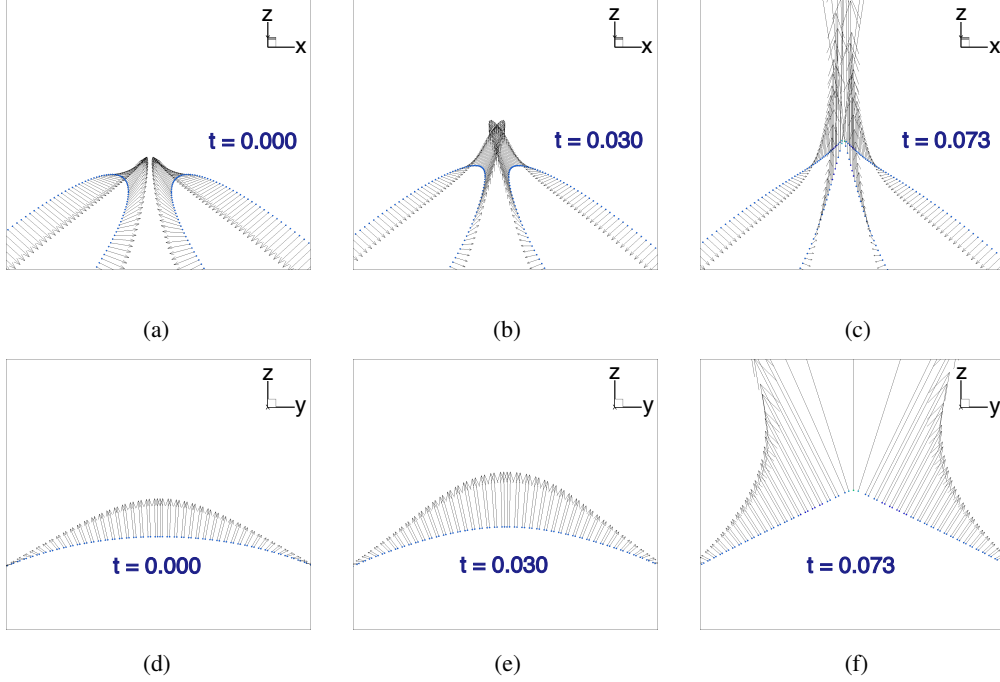 z
x
t = 0.000
z
x
t = 0.030
z
x
t = 0.073
(a)
(b)
(c)
z
y
t = 0.000
z
y
t = 0.030
z
y
t = 0.073
(d)
(e)
(f)